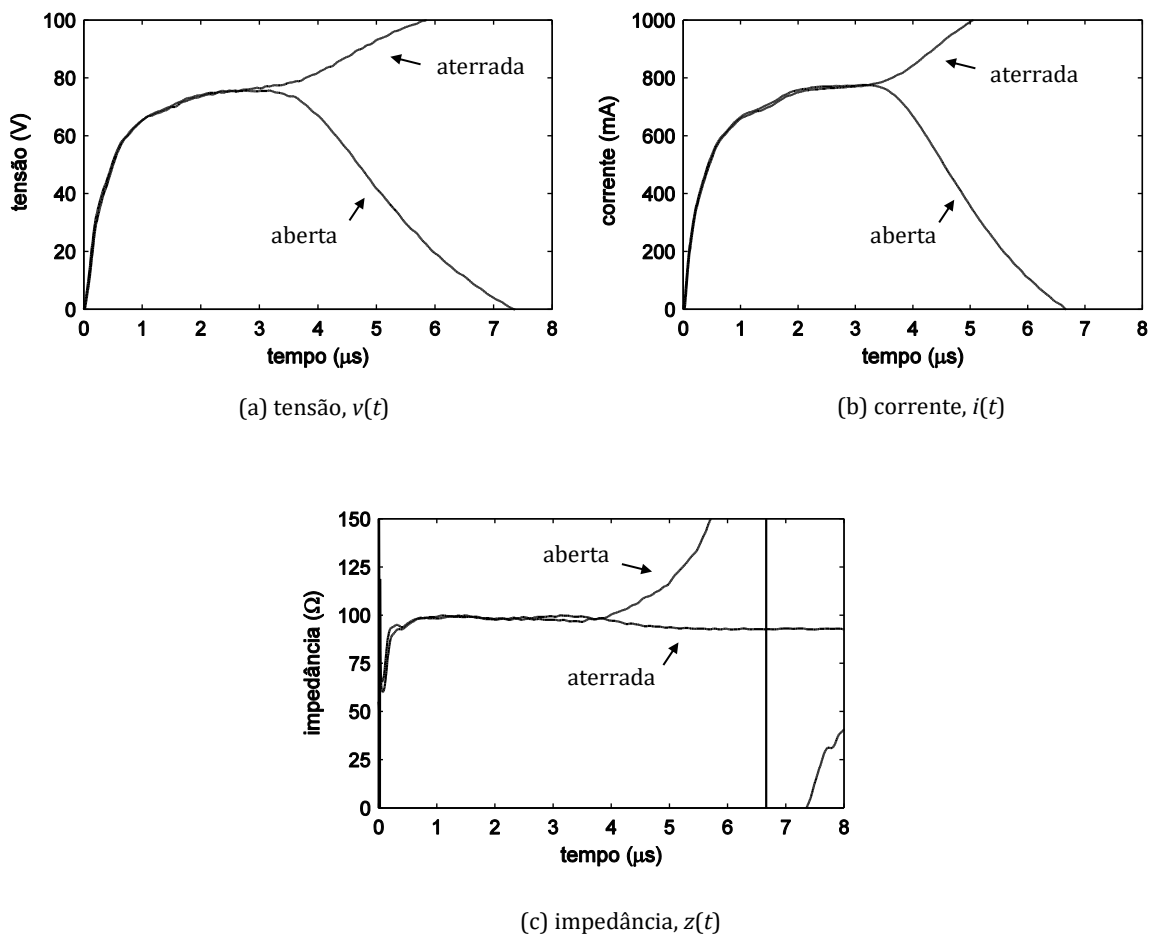 100
80
60
40
20
0
tensão (V)
aterrada
aberta
0 1 2 3 4 5 6 7 8
tempo (μs)
(a) tensão, v(t)
1000
800
600
400
200
0
corrente (mA)
aterrada
aberta
0 1 2 3 4 5 6 7 8
tempo (μs)
(b) corrente, i(t)
150
125
100
75
50
25
0
impedância (Ω)
aberta
aterrada
0 1 2 3 4 5 6 7 8
tempo (μs)
(c) impedância, z(t)